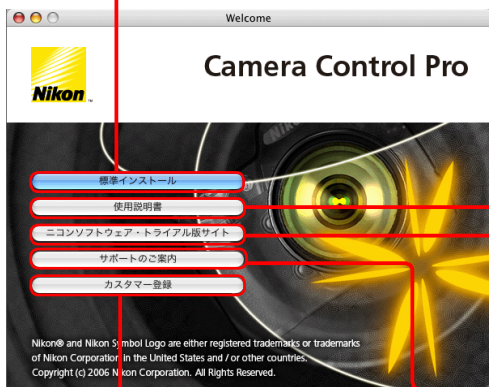 Welcome
Nikon
Camera Control Pro
標準インストール
使用説明書
ニコンソフトウェア・トライアル版サイト
サポートのご案内
カスタマー登録
Nikon® and Nikon Symbol Logo are either registered trademarks or trademarks
of Nikon Corporation in the United States and / or other countries.
Copyright (c) 2006 Nikon Corporation. All Rights Reserved.